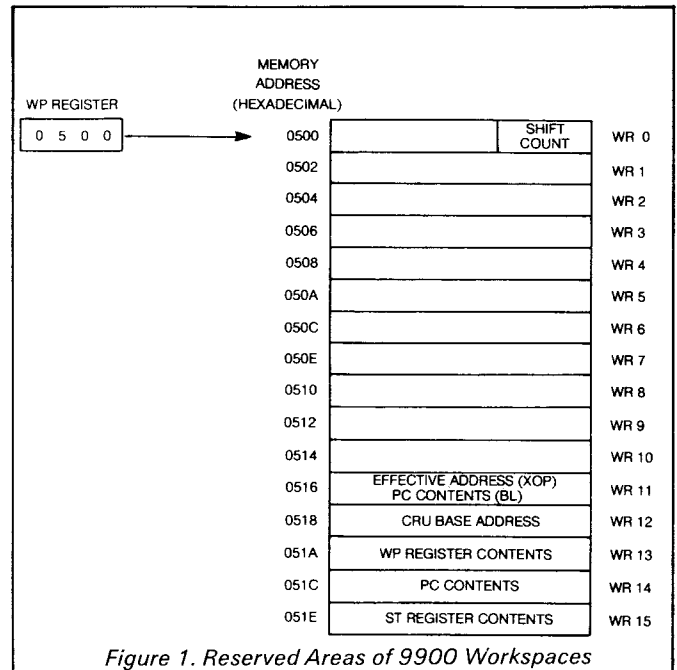 MEMORY
ADDRESS
WP REGISTER (HEXADECIMAL)
0 5 0 0 0500 SHIFT COUNT WR 0
0502 WR 1
0504 WR 2
0506 WR 3
0508 WR 4
050A WR 5
050C WR 6
050E WR 7
0510 WR 8
0512 WR 9
0514 WR 10
0516 EFFECTIVE ADDRESS (XOP) PC CONTENTS (BL) WR 11
0518 CRU BASE ADDRESS WR 12
051A WP REGISTER CONTENTS WR 13
051C PC CONTENTS WR 14
051E ST REGISTER CONTENTS WR 15
Figure 1. Reserved Areas of 9900 Workspaces